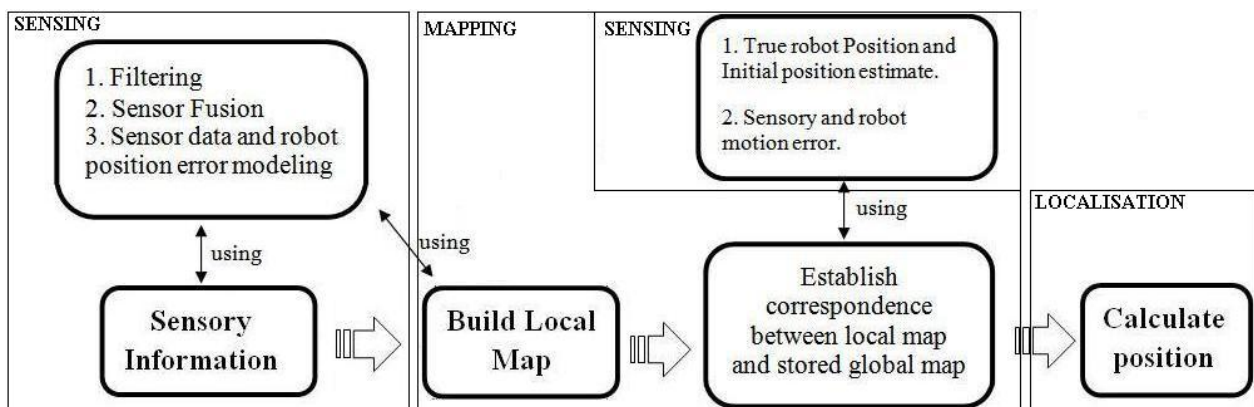 SENSING
1. Filtering
2. Sensor Fusion
3. Sensor data and robot
position error modeling
using
Sensory
Information
MAPPING
using
Build Local
Map
SENSING
1. True robot Position and
Initial position estimate.
2. Sensory and robot
motion error.
using
Establish
correspondence
between local map
and stored global map
LOCALISATION
Calculate
position